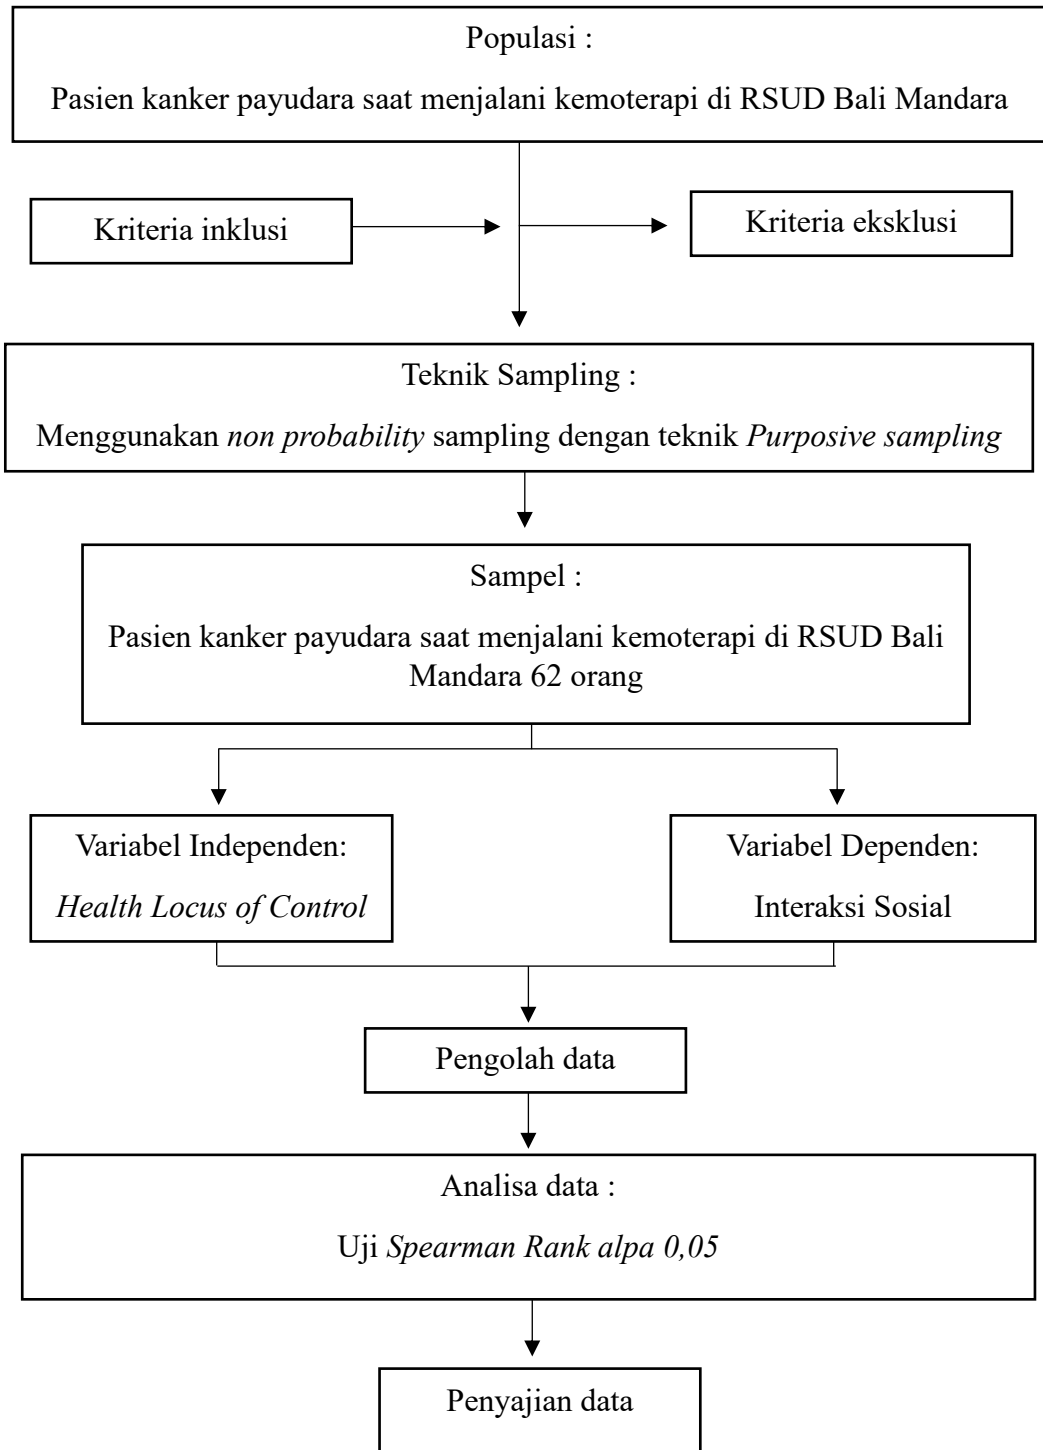 Populasi :
Pasien kanker payudara saat menjalani kemoterapi di RSUD Bali Mandara
Kriteria inklusi
Kriteria eksklusi
Teknik Sampling :
Menggunakan non probability sampling dengan teknik Purposive sampling
Sampel :
Pasien kanker payudara saat menjalani kemoterapi di RSUD Bali
Mandara 62 orang
Variabel Independen:
Health Locus of Control
Variabel Dependen:
Interaksi Sosial
Pengolah data
Analisa data :
Uji Spearman Rank alpa 0,05
Penyajian data